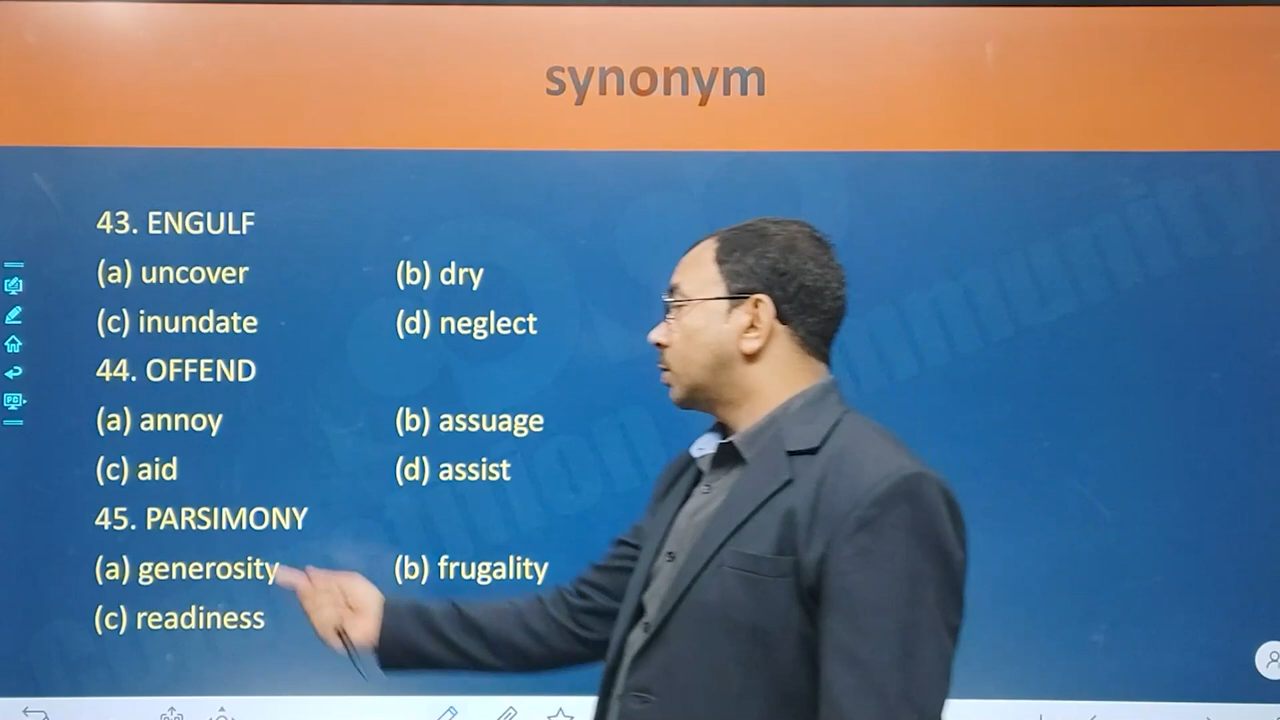 synonym
43. ENGULF
(a) uncover (b) dry
(c) inundate (d) neglect
44. OFFEND
(a) annoy (b) assuage
(c) aid (d) assist
45. PARSIMONY
(a) generosity (b) frugality
(c) readiness